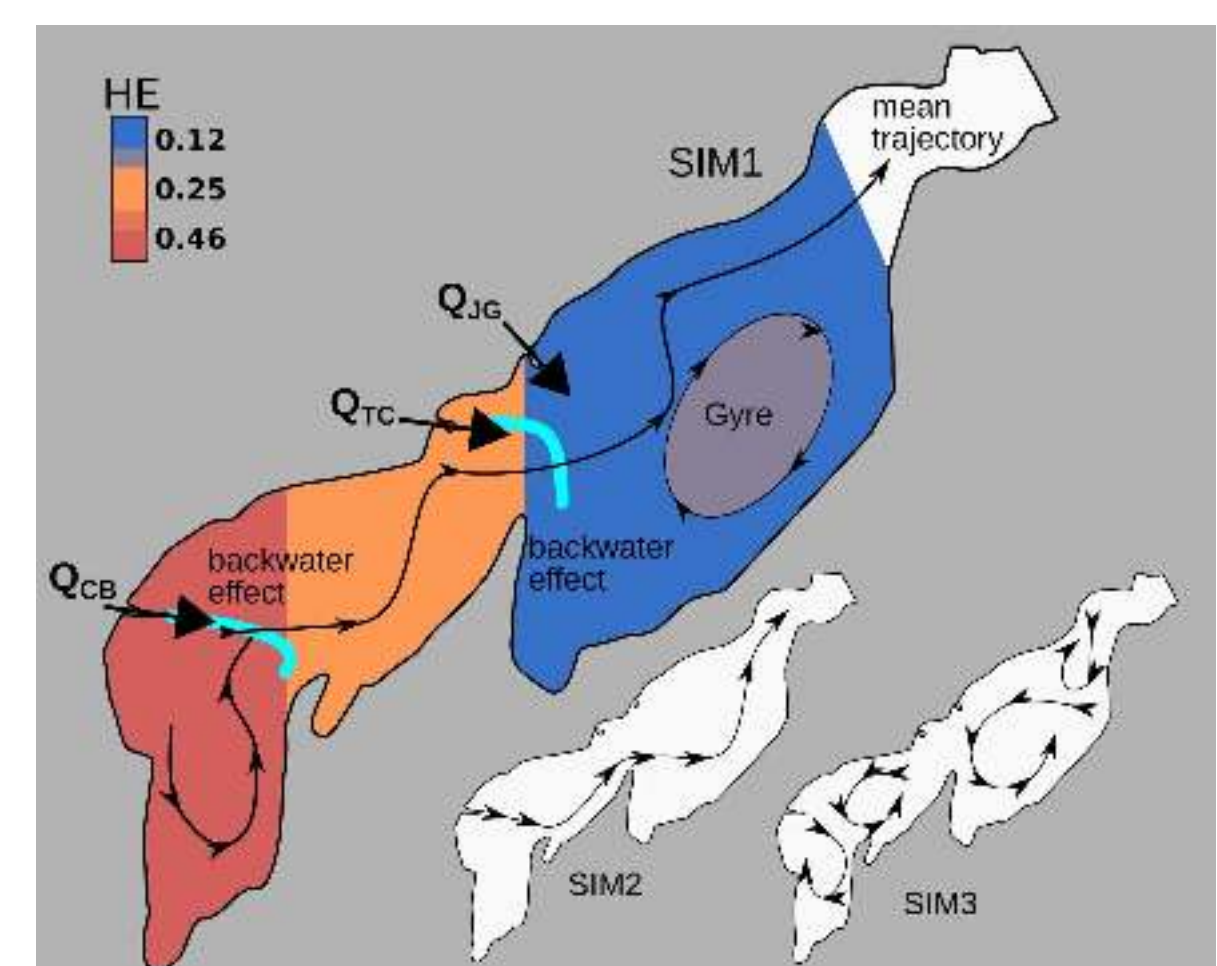 HE
0.12
0.25
0.46
SIM1
mean
trajectory
QJG
QTC
QCB
Gyre
backwater
effect
backwater
effect
SIM2
SIM3